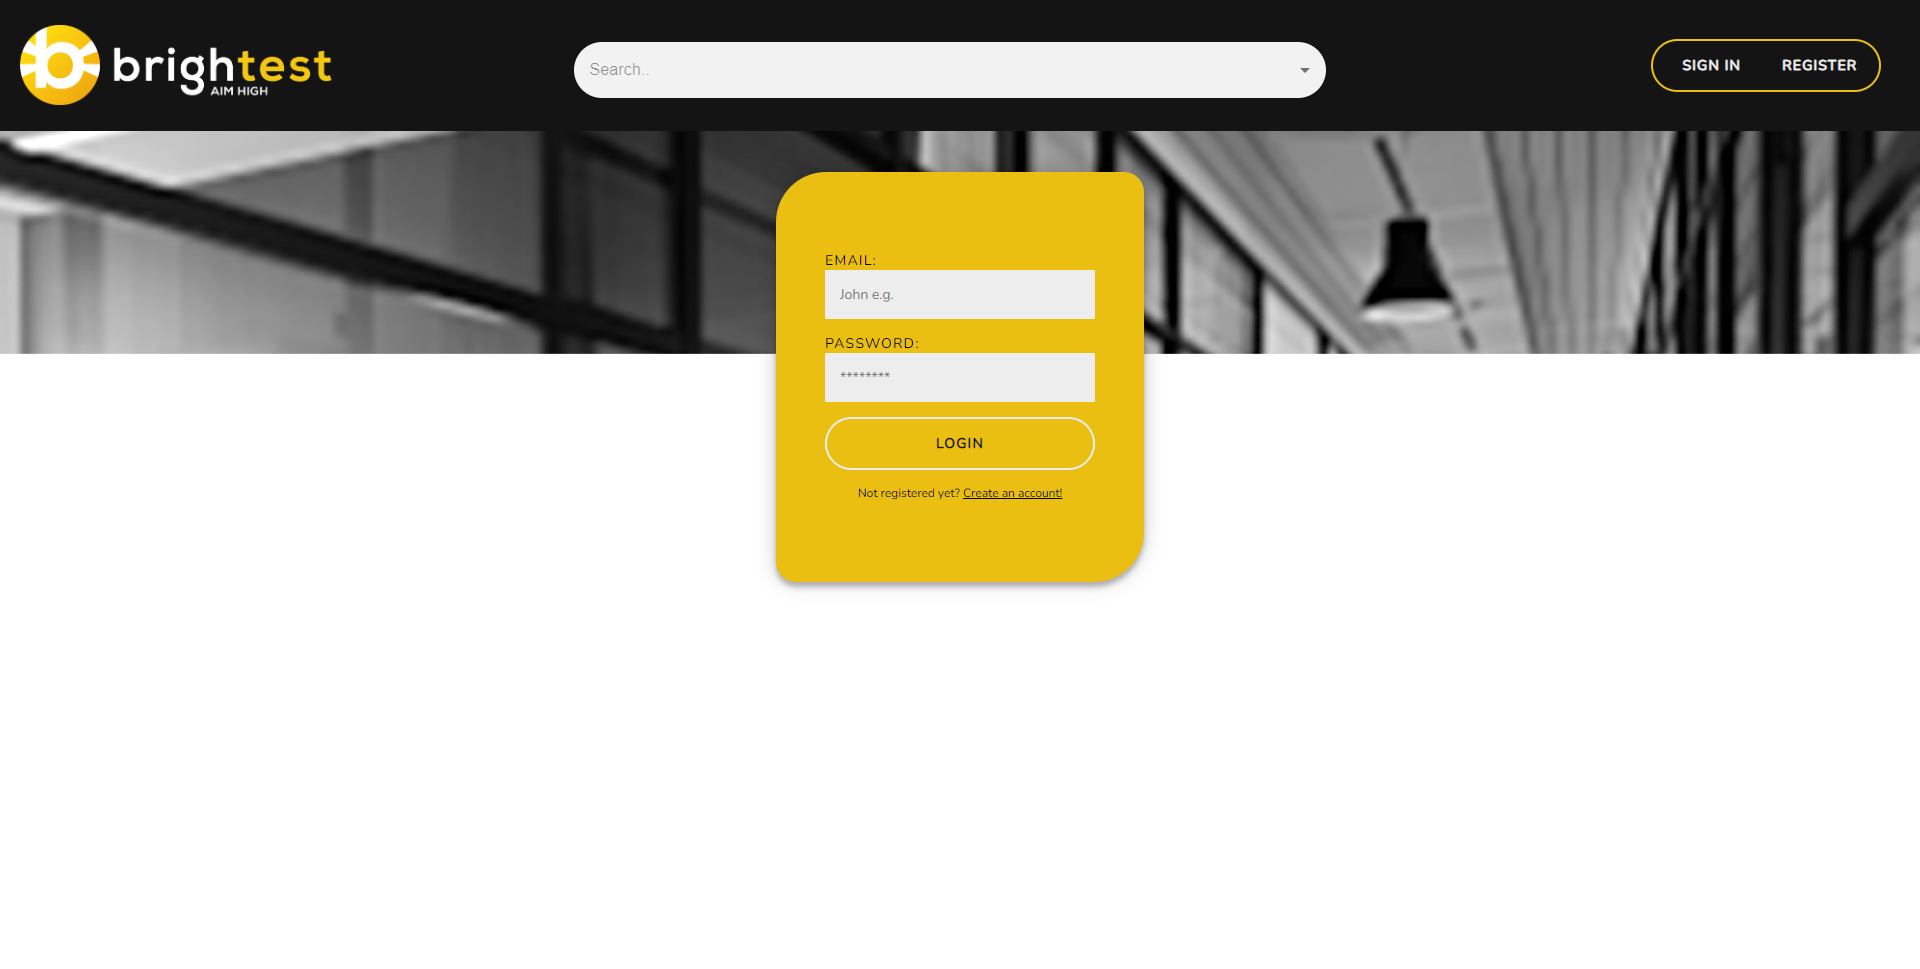 brightest
AIM HIGH
Search..
SIGN IN REGISTER
EMAIL:
John e.g.
PASSWORD:
********
LOGIN
Not registered yet? Create an account!